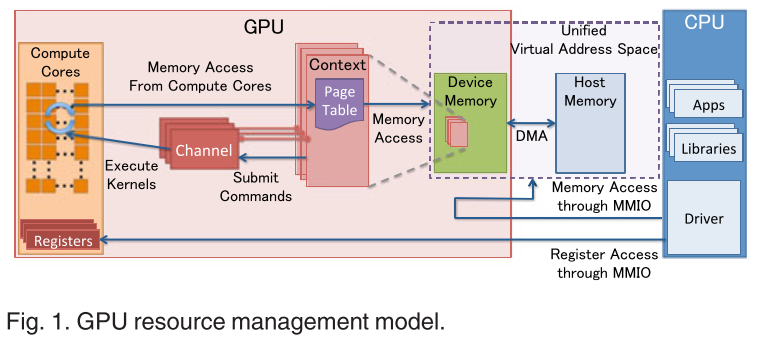 GPU
CPU
Unified
Virtual Address Space
Compute
Cores
Memory Access
From Compute Cores
Context
Page
Table
Device
Memory
Host
Memory
Apps
Memory
Access
DMA
Channel
Libraries
Execute
Kernels
Submit
Commands
Memory Access
through MMIO
Driver
Registers
Register Access
through MMIO
Fig. 1. GPU resource management model.